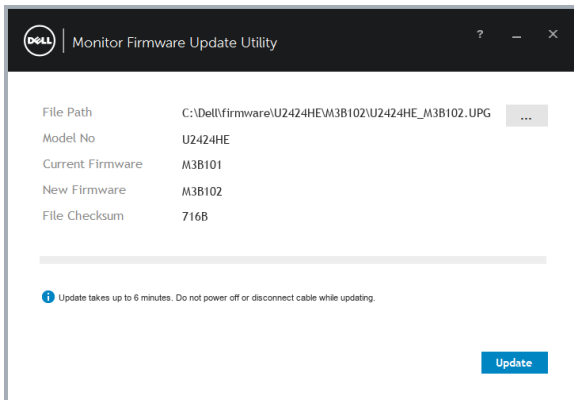 DELL Monitor Firmware Update Utility ? _ ×
File Path C:\Dell\firmware\U2424HE\M3B102\U2424HE_M3B102.UPG ...
Model No U2424HE
Current Firmware M3B101
New Firmware M3B102
File Checksum 716B
Update takes up to 6 minutes. Do not power off or disconnect cable while updating.
Update